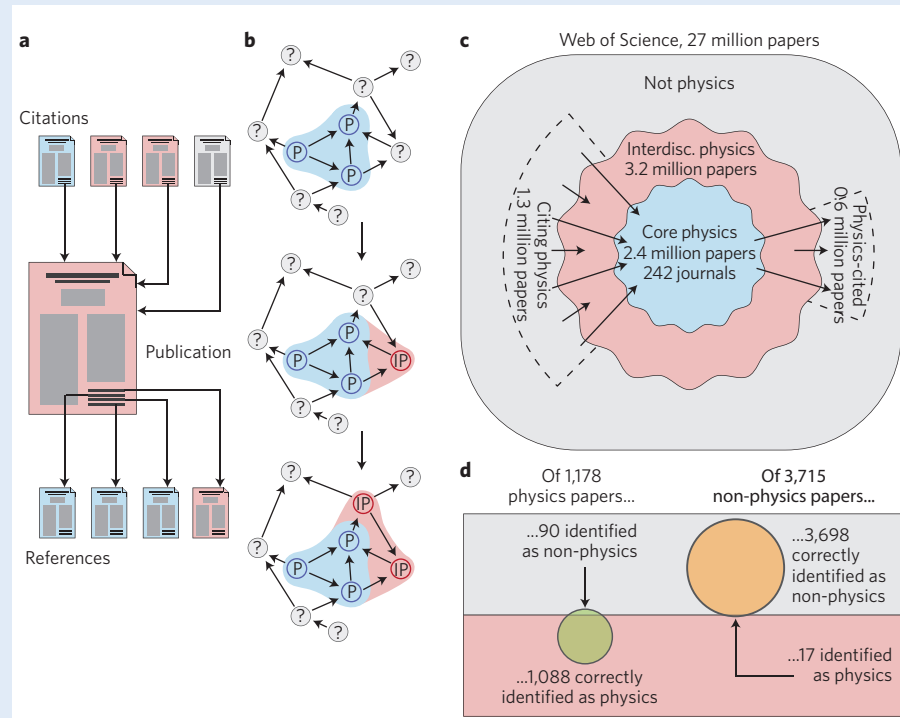 a
Citations
Publication
References
b
?
?
?
?
P
P
?
P
?
?
?
?
?
?
P
P
IP
?
?
?
?
IP
?
P
P
IP
?
?
c
Web of Science, 27 million papers
Not physics
Interdisc. physics
3.2 million papers
Core physics
2.4 million papers
242 journals
Citing physics
1.3 million papers
Physics-cited
0.6 million papers
d
Of 1,178
physics papers...
Of 3,715
non-physics papers...
...90 identified
as non-physics
...3,698
correctly
identified as
non-physics
...1,088 correctly
identified as physics
...17 identified
as physics